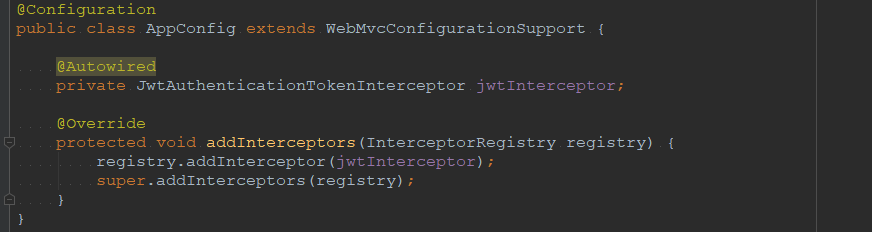 @Configuration
public class AppConfig extends WebMvcConfigurationSupport {
@Autowired
private JwtAuthenticationTokenInterceptor jwtInterceptor;
@Override
protected void addInterceptors(InterceptorRegistry registry) {
registry.addInterceptor(jwtInterceptor);
super.addInterceptors(registry);
}
}